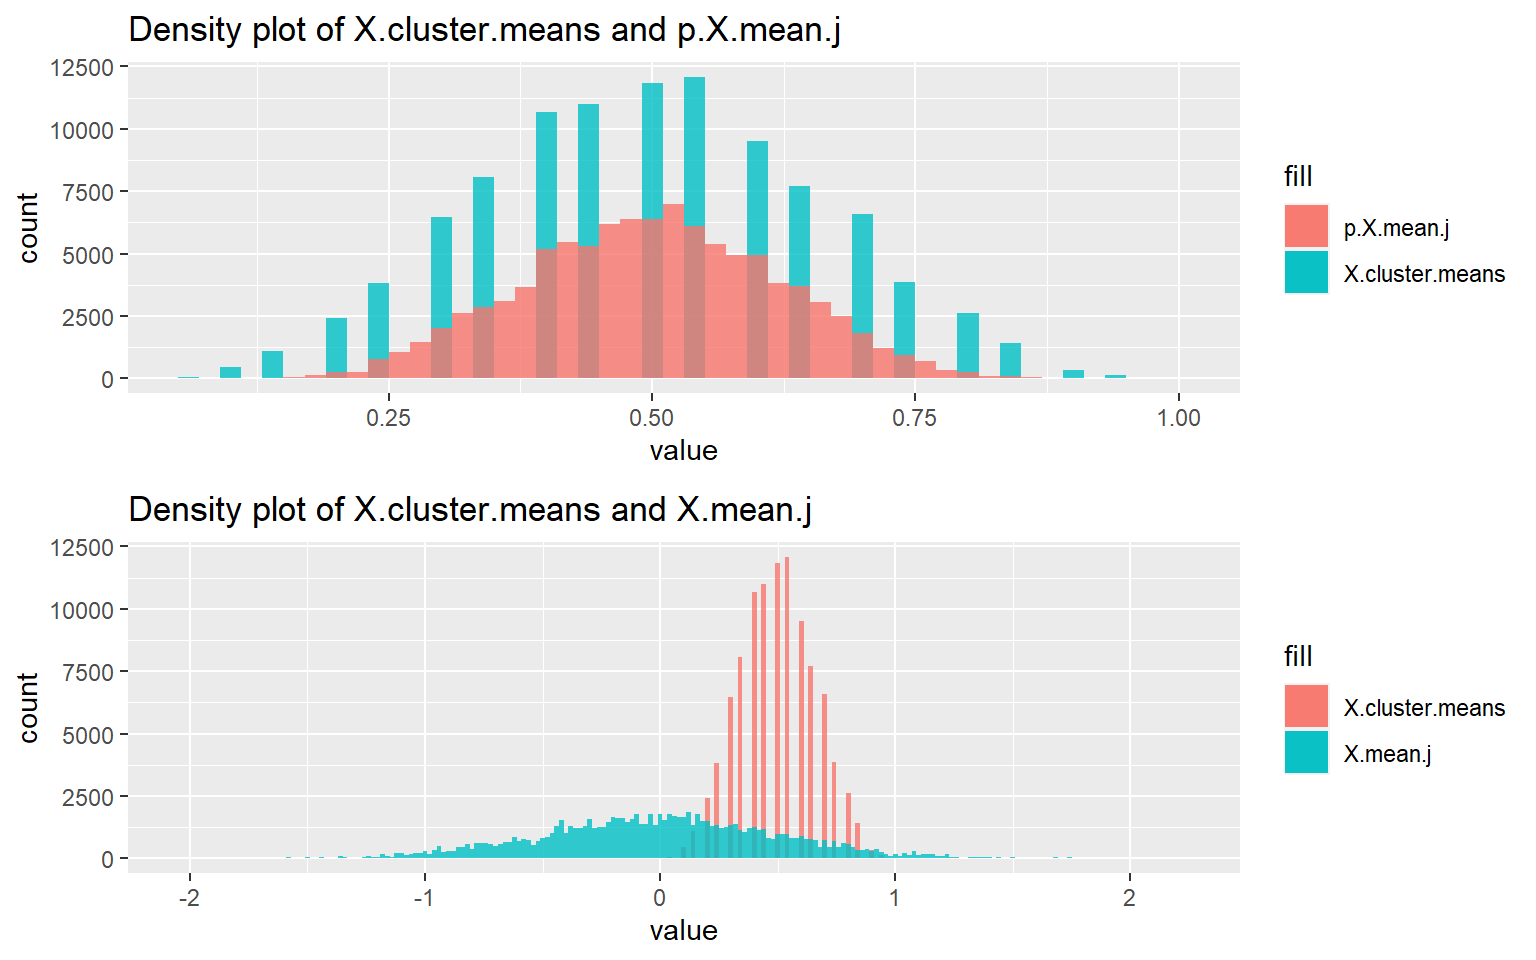 Density plot of X.cluster.means and p.X.mean.j
12500
10000
7500
5000
2500
0
count
0.25 0.50 0.75 1.00
value
fill
p.X.mean.j
X.cluster.means
Density plot of X.cluster.means and X.mean.j
12500
10000
7500
5000
2500
0
count
-2 -1 0 1 2
value
fill
X.cluster.means
X.mean.j